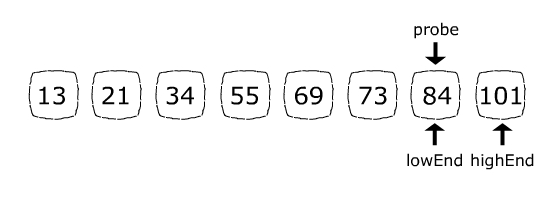 probe
13 21 34 55 69 73 84 101
lowEnd highEnd